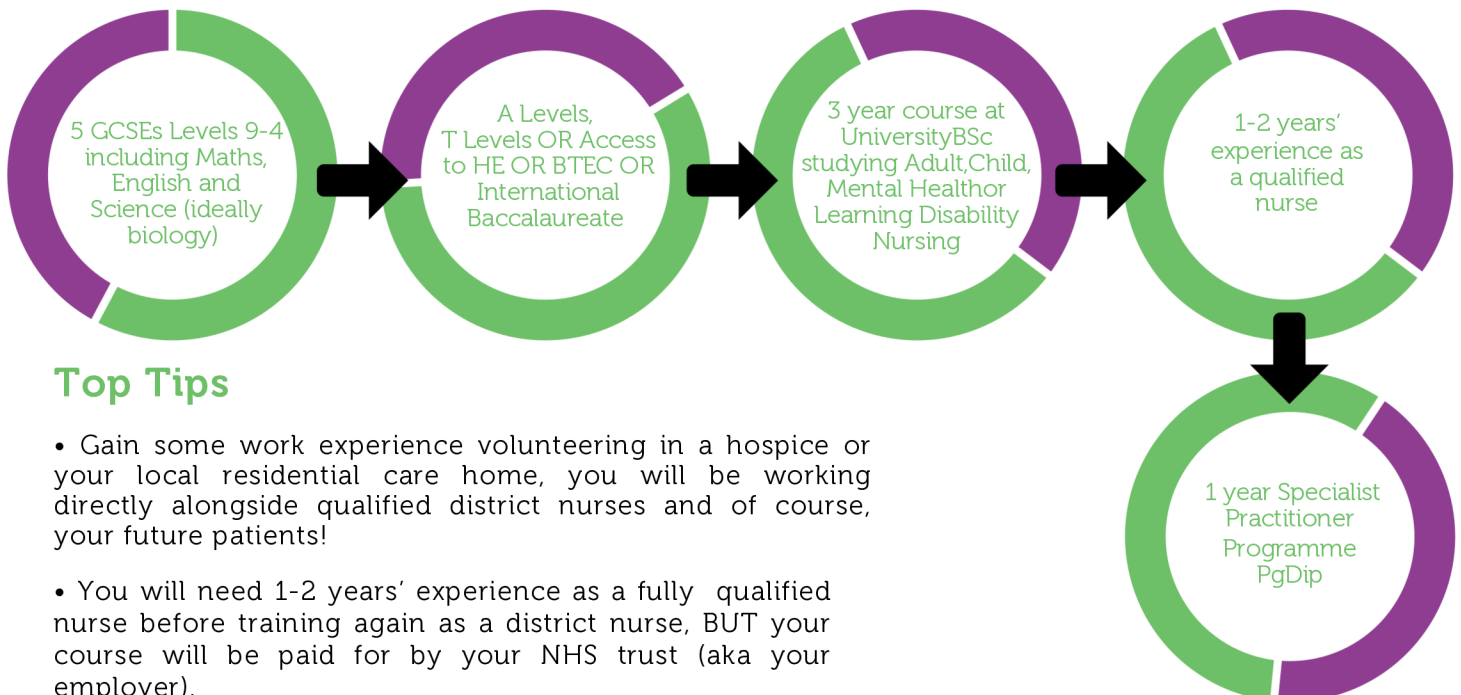 5 GCSEs Levels 9-4
including Maths,
English and
Science (ideally
biology)
A Levels,
T Levels OR Access
to HE OR BTEC OR
International
Baccalaureate
3 year course at
UniversityBSc
studying Adult,Child,
Mental Healthor
Learning Disability
Nursing
1-2 years’
experience as
a qualified
nurse
1 year Specialist
Practitioner
Programme
PgDip
Top Tips
• Gain some work experience volunteering in a hospice or
your local residential care home, you will be working
directly alongside qualified district nurses and of course,
your future patients!
• You will need 1-2 years’ experience as a fully qualified
nurse before training again as a district nurse, BUT your
course will be paid for by your NHS trust (aka your
employer).